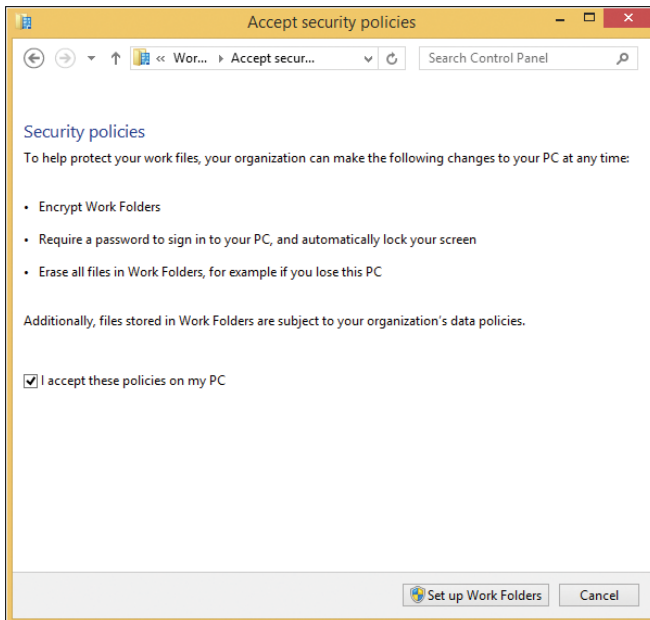 Accept security policies
« Wor... Accept secur...
Search Control Panel
Security policies
To help protect your work files, your organization can make the following changes to your PC at any time:
• Encrypt Work Folders
• Require a password to sign in to your PC, and automatically lock your screen
• Erase all files in Work Folders, for example if you lose this PC
Additionally, files stored in Work Folders are subject to your organization's data policies.
I accept these policies on my PC
Set up Work Folders Cancel